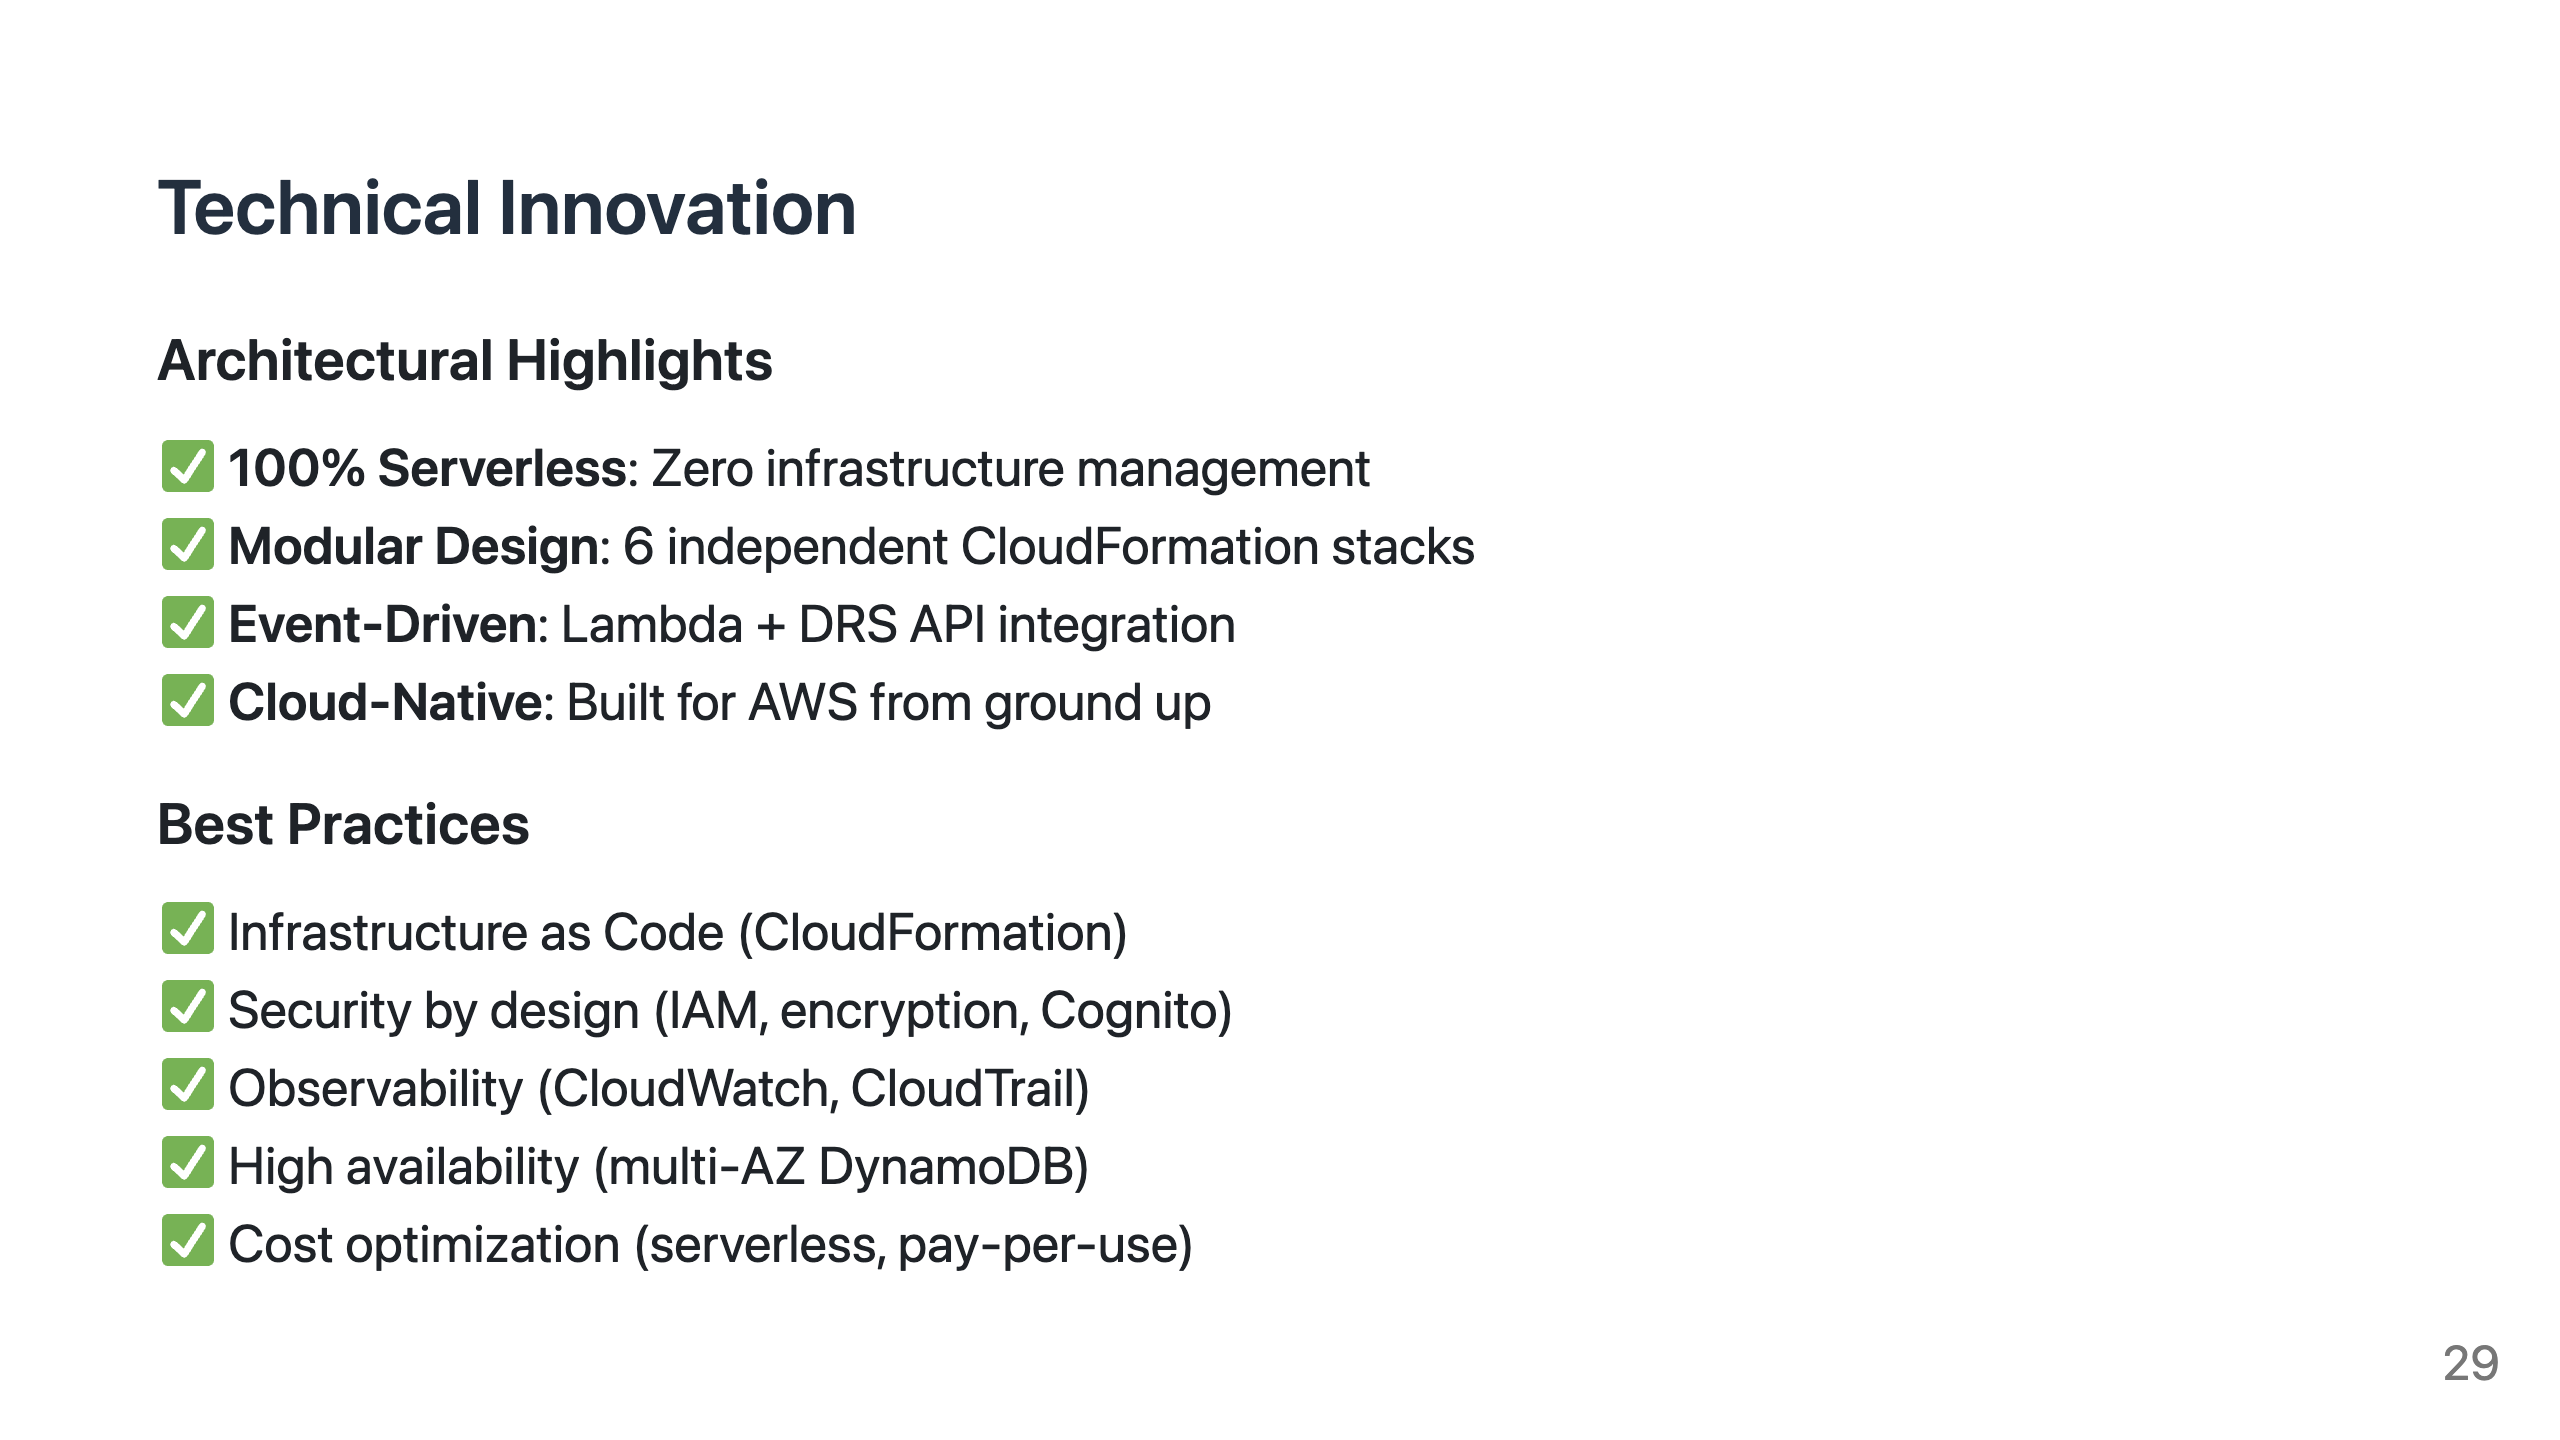 Technical Innovation
Architectural Highlights
✅ 100% Serverless: Zero infrastructure management
✅ Modular Design: 6 independent CloudFormation stacks
✅ Event-Driven: Lambda + DRS API integration
✅ Cloud-Native: Built for AWS from ground up
Best Practices
✅ Infrastructure as Code (CloudFormation)
✅ Security by design (IAM, encryption, Cognito)
✅ Observability (CloudWatch, CloudTrail)
✅ High availability (multi-AZ DynamoDB)
✅ Cost optimization (serverless, pay-per-use)
29